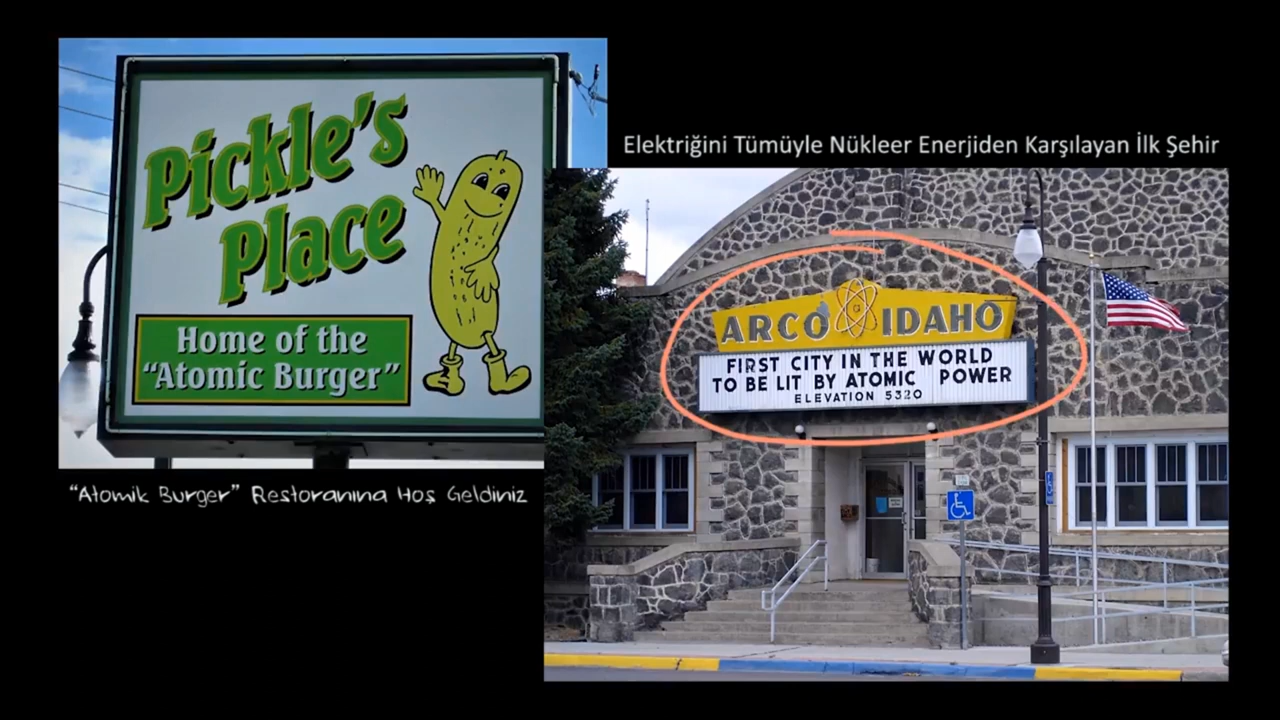 Pickle's
Place
Home of the
"Atomic Burger"
"Atomik Burger" Restoranına Hoş Geldiniz
Elektriğini Tümüyle Nükleer Enerjiden Karşılayan İlk Şehir
ARCO IDAHO
FIRST CITY IN THE WORLD
TO BE LIT BY ATOMIC POWER
ELEVATION 5320